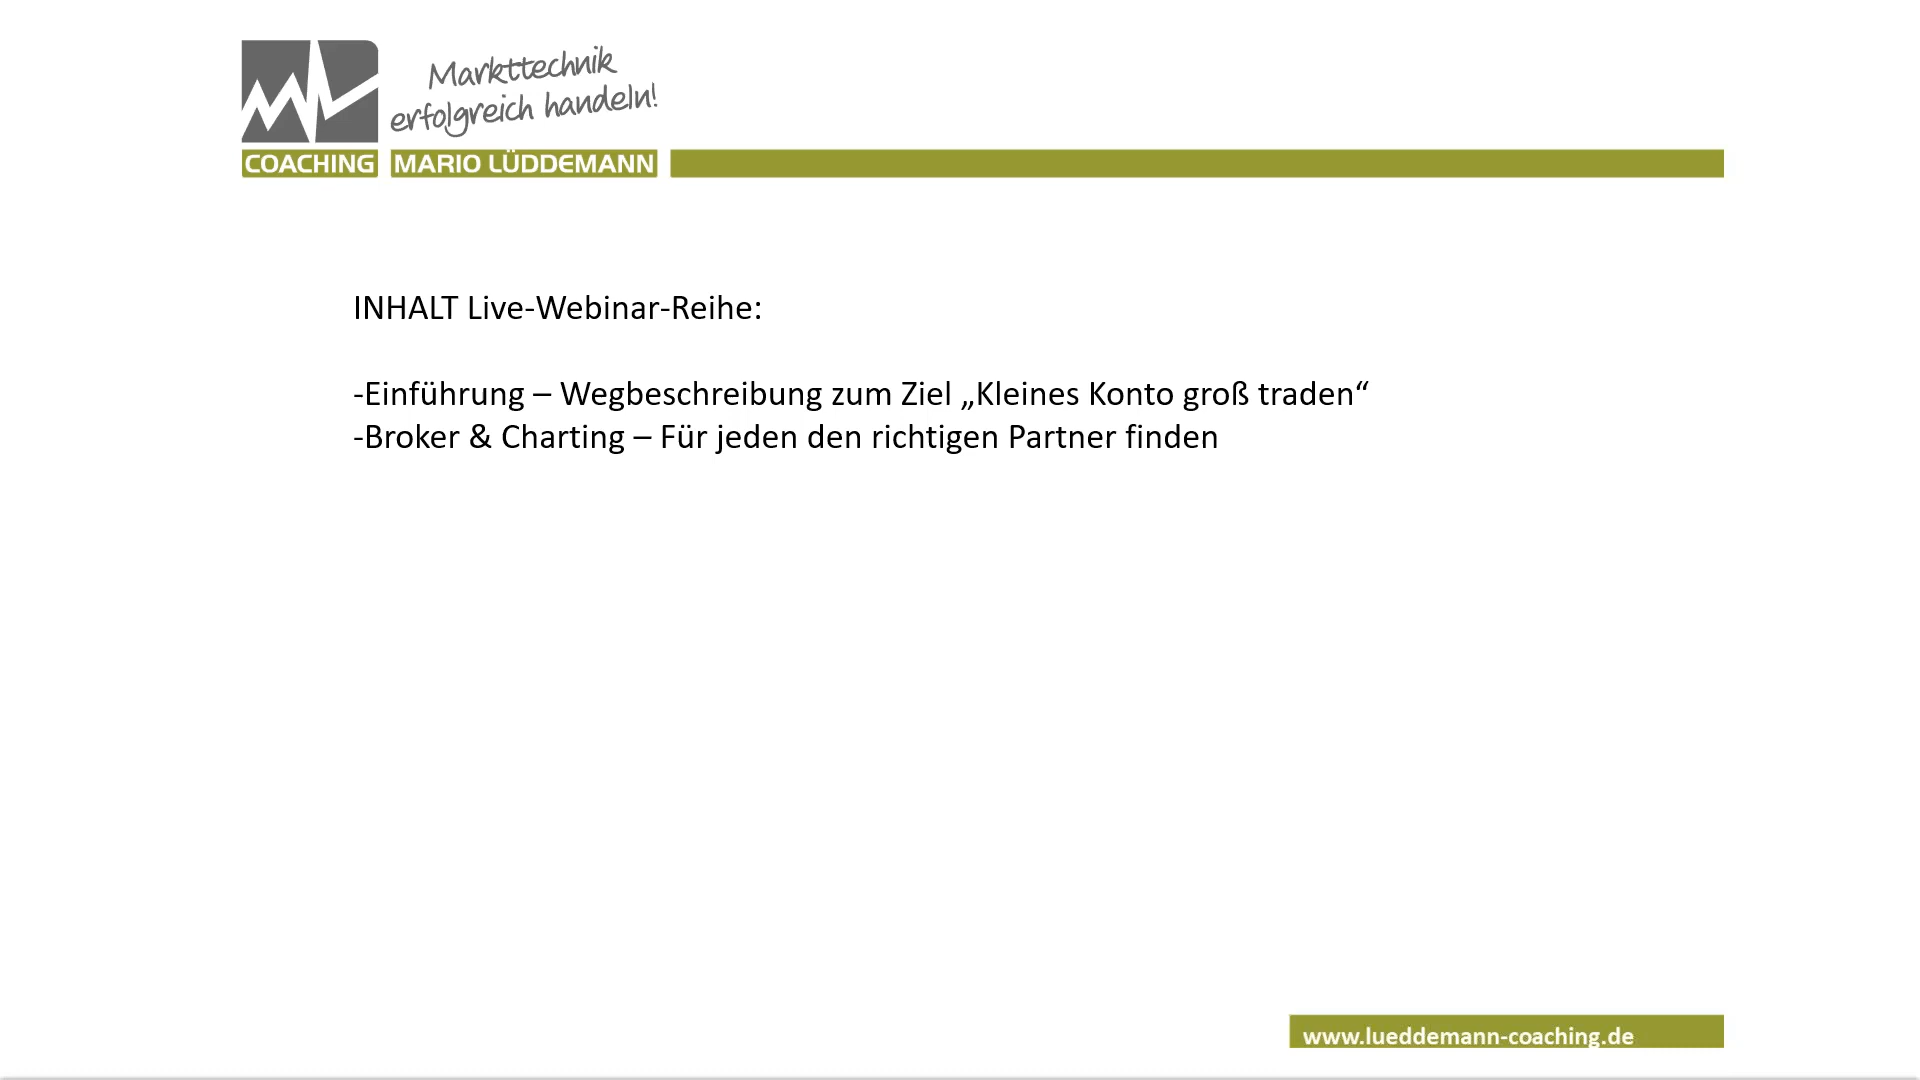 Markttechnik
erfolgreich handeln!
COACHING MARIO LÜDDEMANN
INHALT Live-Webinar-Reihe:
-Einführung – Wegbeschreibung zum Ziel „Kleines Konto groß traden“
-Broker & Charting – Für jeden den richtigen Partner finden
www.lueddemann-coaching.de